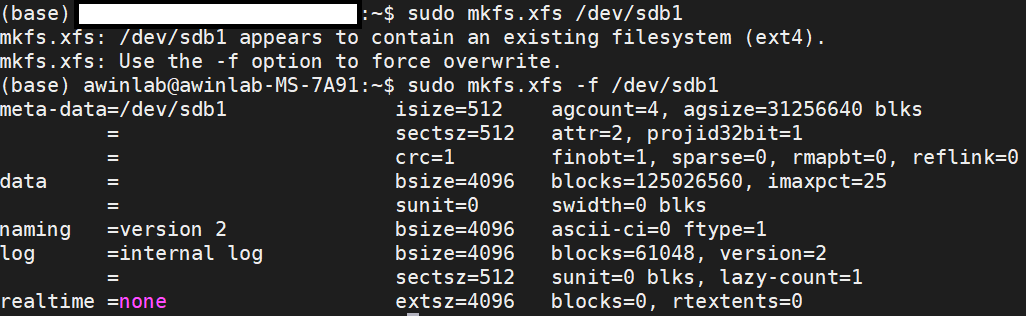 (base) :~$ sudo mkfs.xfs /dev/sdb1
mkfs.xfs: /dev/sdb1 appears to contain an existing filesystem (ext4).
mkfs.xfs: Use the -f option to force overwrite.
(base) awinlab@awinlab-MS-7A91:~$ sudo mkfs.xfs -f /dev/sdb1
meta-data=/dev/sdb1              isize=512    agcount=4, agsize=31256640 blks
         =                       sectsz=512   attr=2, projid32bit=1
         =                       crc=1        finobt=1, sparse=0, rmapbt=0, reflink=0
data     =                       bsize=4096   blocks=125026560, imaxpct=25
         =                       sunit=0      swidth=0 blks
naming   =version 2              bsize=4096   ascii-ci=0 ftype=1
log      =internal log           bsize=4096   blocks=61048, version=2
         =                       sectsz=512   sunit=0 blks, lazy-count=1
realtime =none                   extsz=4096   blocks=0, rtextents=0